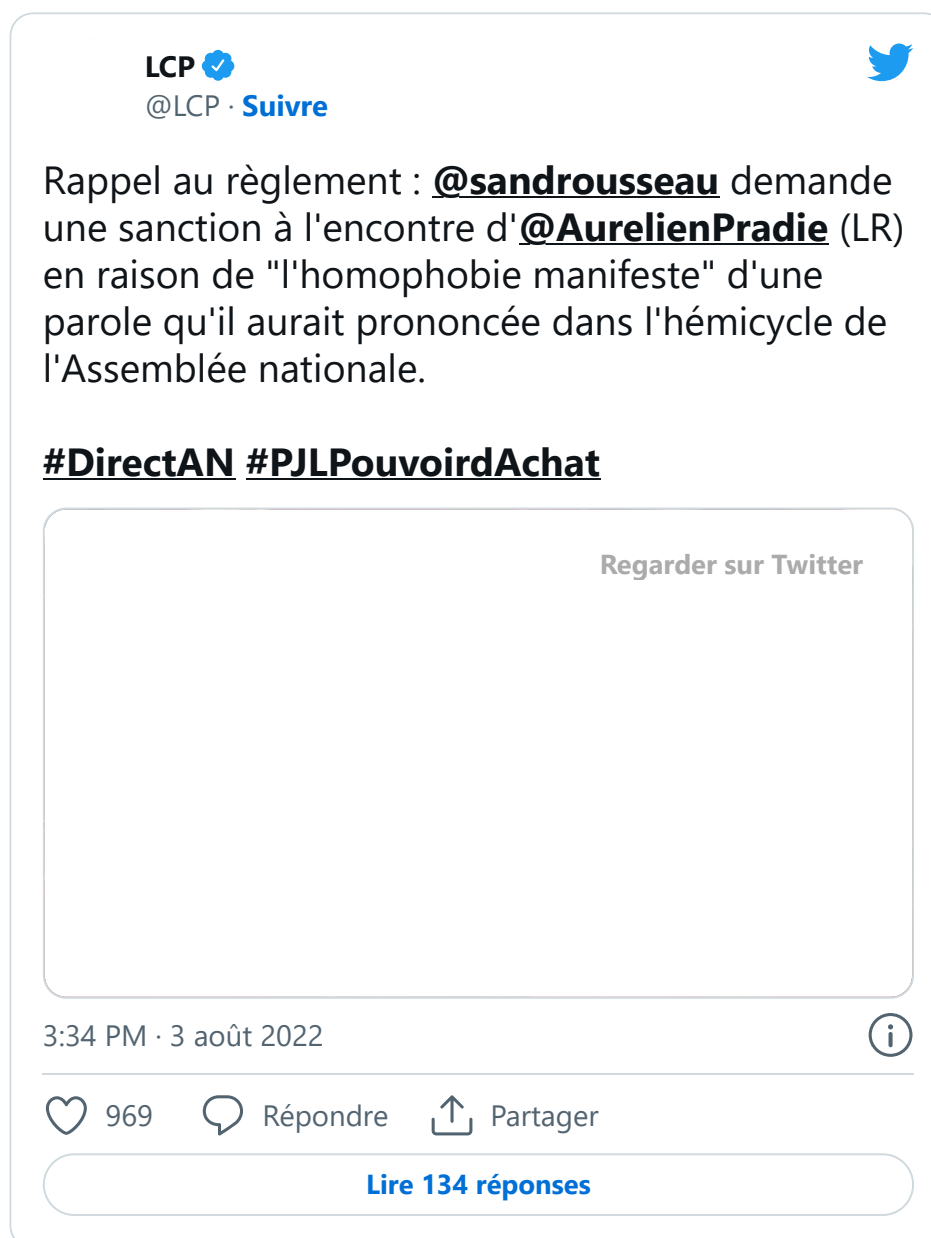 LCP
@LCP · Suivre
Rappel au règlement : @sandrousseau demande
une sanction à l'encontre d'@AurelienPradie (LR)
en raison de "l'homophobie manifeste" d'une
parole qu'il aurait prononcée dans l'hémicycle de
l'Assemblée nationale.
#DirectAN #PJLPouvoirdAchat
Regarder sur Twitter
3:34 PM · 3 août 2022
969 Répondre Partager
Lire 134 réponses